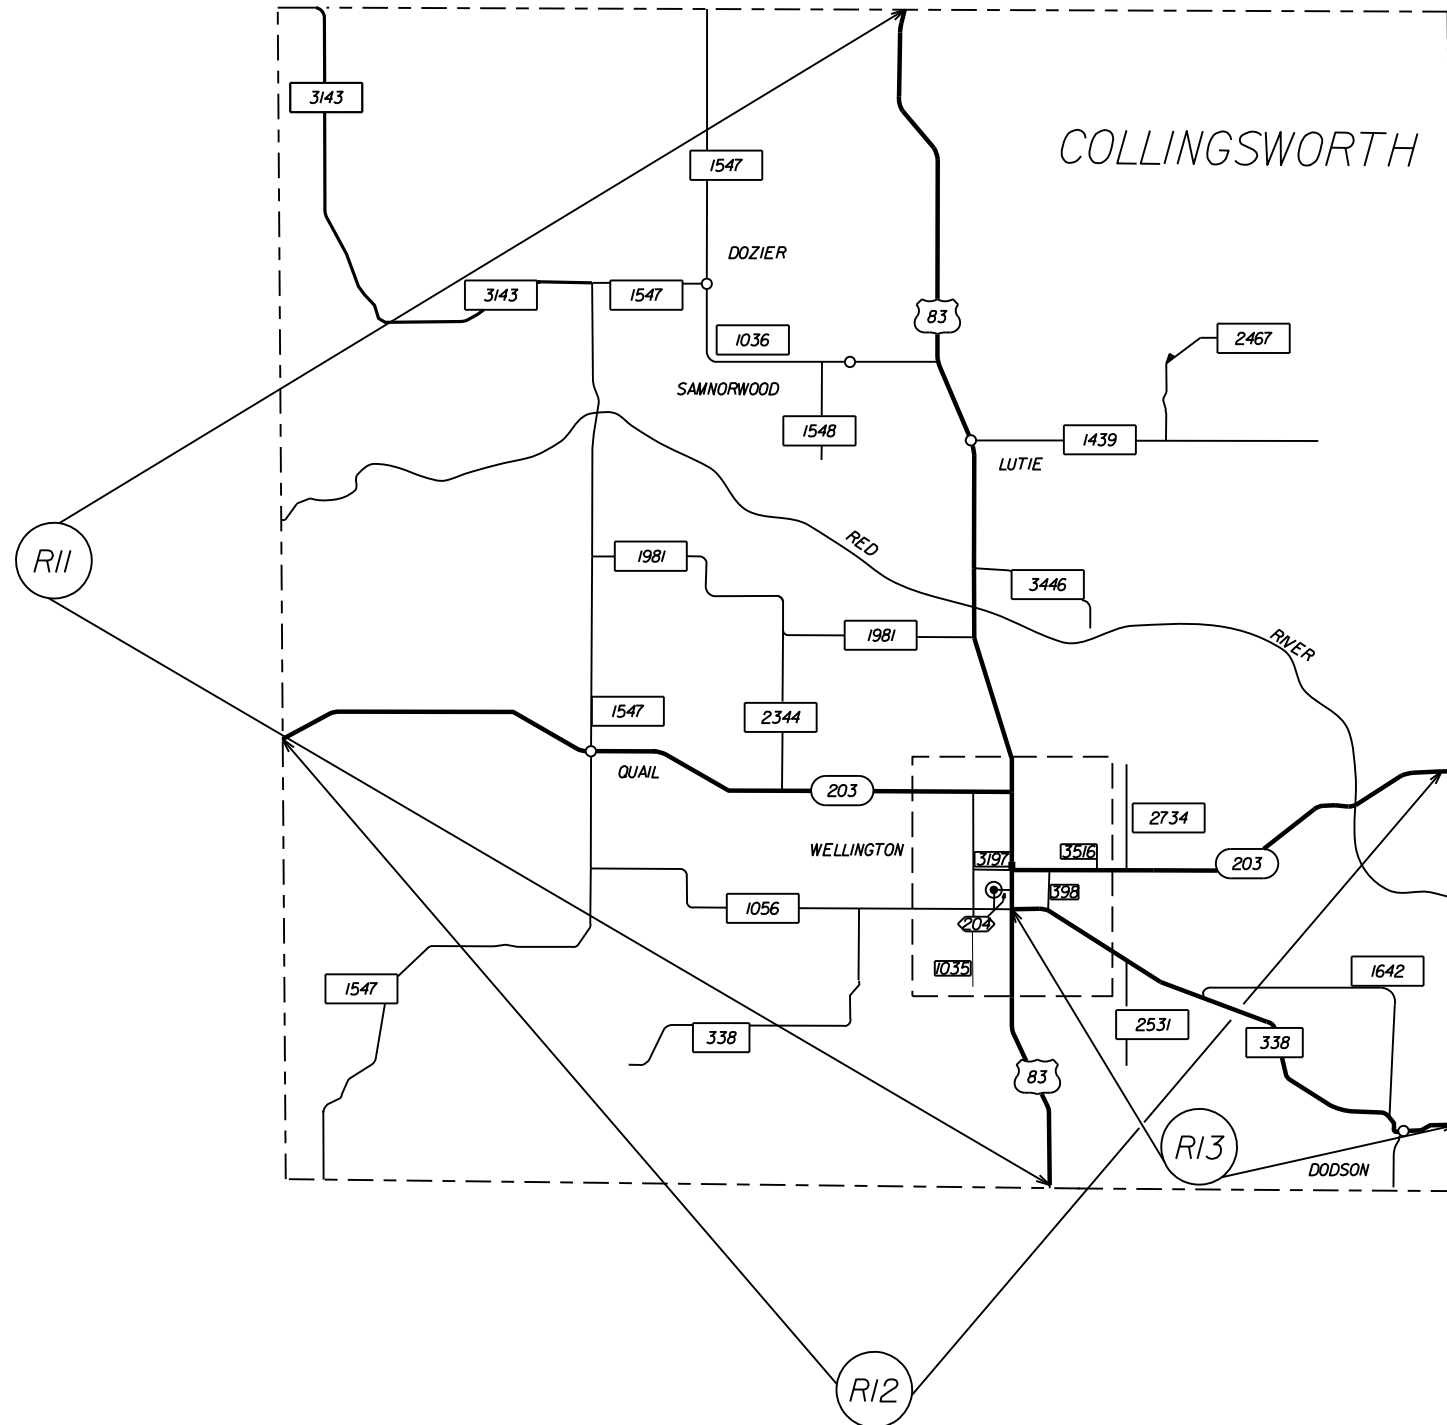 3143
COLLINGSWORTH
1547
DOZIER
3143
1547
83
1036
2467
SAMNORWOOD
1548
1439
LUTIE
R11
RED
1981
3446
1981
RIVER
1547
2344
QUAIL
203
2734
WELLINGTON
3197
3516
203
398
1056
204
1035
1642
1547
2531
338
338
83
R13
DODSON
R12